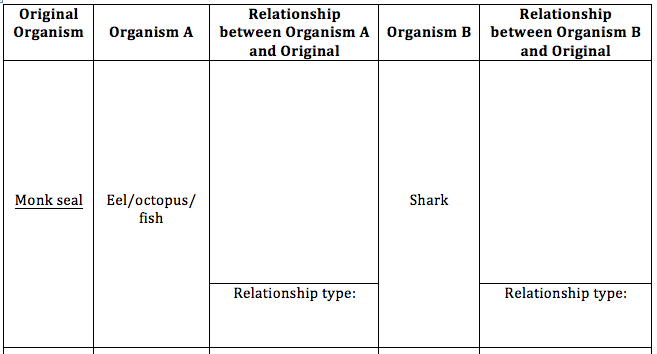 Original
Organism
Organism A
Relationship
between Organism A
and Original
Organism B
Relationship
between Organism B
and Original
Monk seal
Eel/octopus/
fish
Relationship type:
Shark
Relationship type: